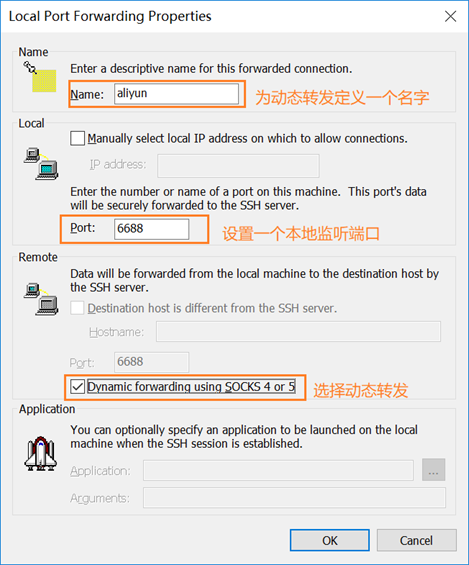 Local Port Forwarding Properties
Name
Enter a descriptive name for this forwarded connection.
Name: aliyun 为动态转发定义一个名字
Local
Manually select local IP address on which to allow connections.
IP address:
Enter the number or name of a port on this machine. This port's data
will be securely forwarded to the SSH server.
Port: 6688 设置一个本地监听端口
Remote
Data will be forwarded from the local machine to the destination host by
the SSH server.
Destination host is different from the SSH server.
Hostname:
Port: 6688
Dynamic forwarding using SOCKS 4 or 5 选择动态转发
Application
You can optionally specify an application to be launched on the local
machine when the SSH session is established.
Application: ...
Arguments:
OK Cancel